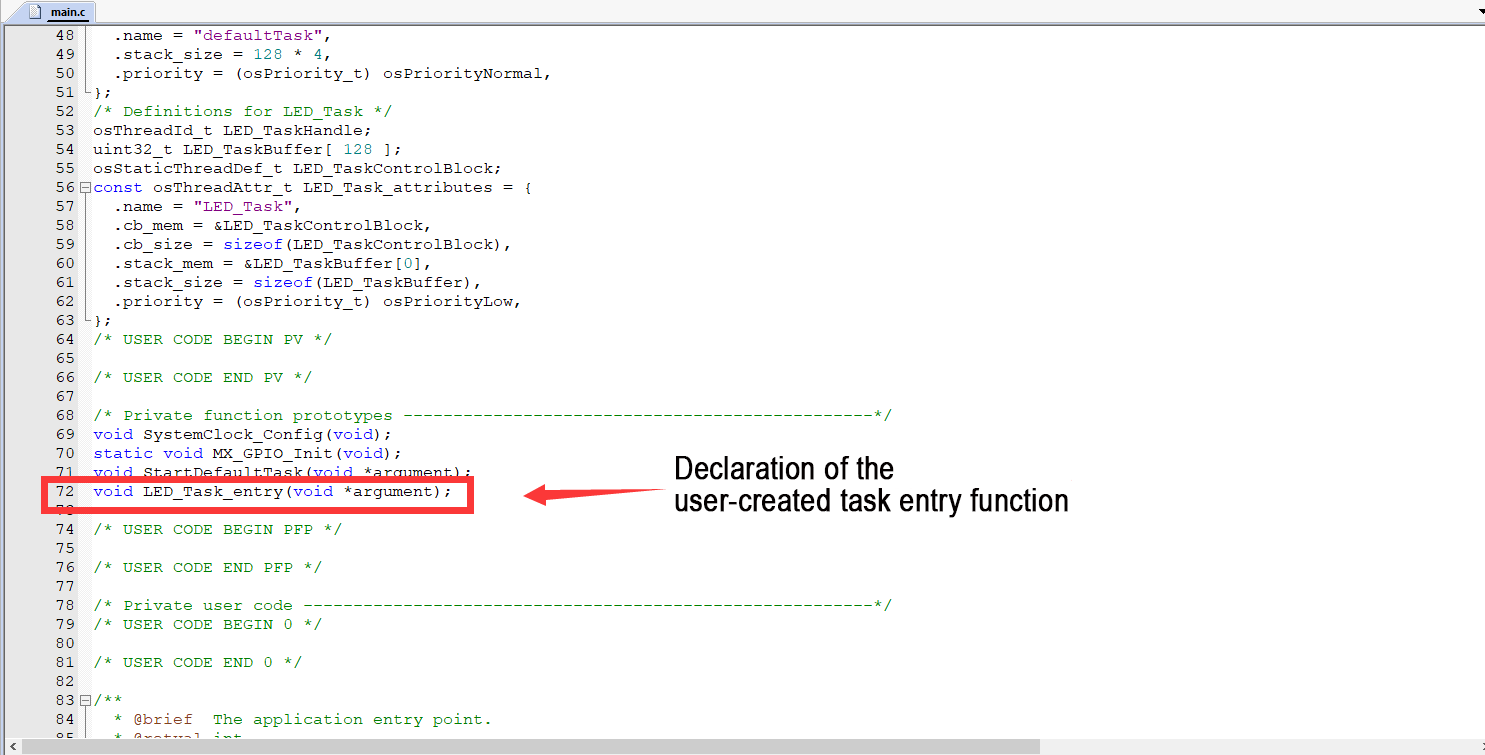 main.c
48 .name = "defaultTask",
49 .stack_size = 128 * 4,
50 .priority = (osPriority_t) osPriorityNormal,
51 };
52 /* Definitions for LED_Task */
53 osThreadId_t LED_TaskHandle;
54 uint32_t LED_TaskBuffer[ 128 ];
55 osStaticThreadDef_t LED_TaskControlBlock;
56 const osThreadAttr_t LED_Task_attributes = {
57 .name = "LED_Task",
58 .cb_mem = &LED_TaskControlBlock,
59 .cb_size = sizeof(LED_TaskControlBlock),
60 .stack_mem = &LED_TaskBuffer[0],
61 .stack_size = sizeof(LED_TaskBuffer),
62 .priority = (osPriority_t) osPriorityLow,
63 };
64 /* USER CODE BEGIN PV */
65
66 /* USER CODE END PV */
67
68 /* Private function prototypes -----------------------------------------------*/
69 void SystemClock_Config(void);
70 static void MX_GPIO_Init(void);
71 void StartDefaultTask(void *argument);
72 void LED_Task_entry(void *argument);
Declaration of the
user-created task entry function
73
74 /* USER CODE BEGIN PFP */
75
76 /* USER CODE END PFP */
77
78 /* Private user code ---------------------------------------------------------*/
79 /* USER CODE BEGIN 0 */
80
81 /* USER CODE END 0 */
82
83 /**
84 * @brief The application entry point.
85 * @retval int